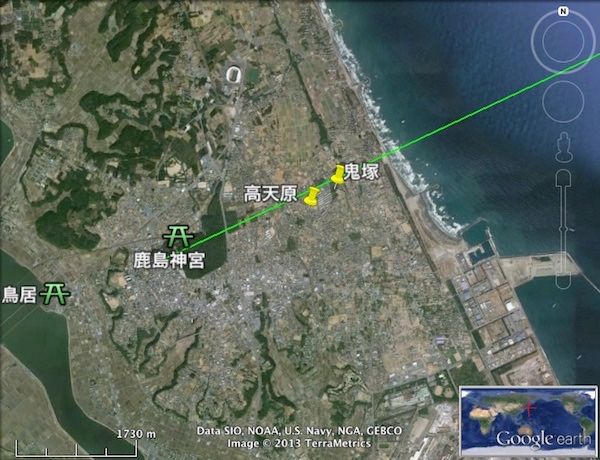 N
鬼塚
高天原
鹿島神宮
鳥居
1730 m
Data SIO, NOAA, U.S. Navy, NGA, GEBCO
Image © 2013 TerraMetrics
Google earth